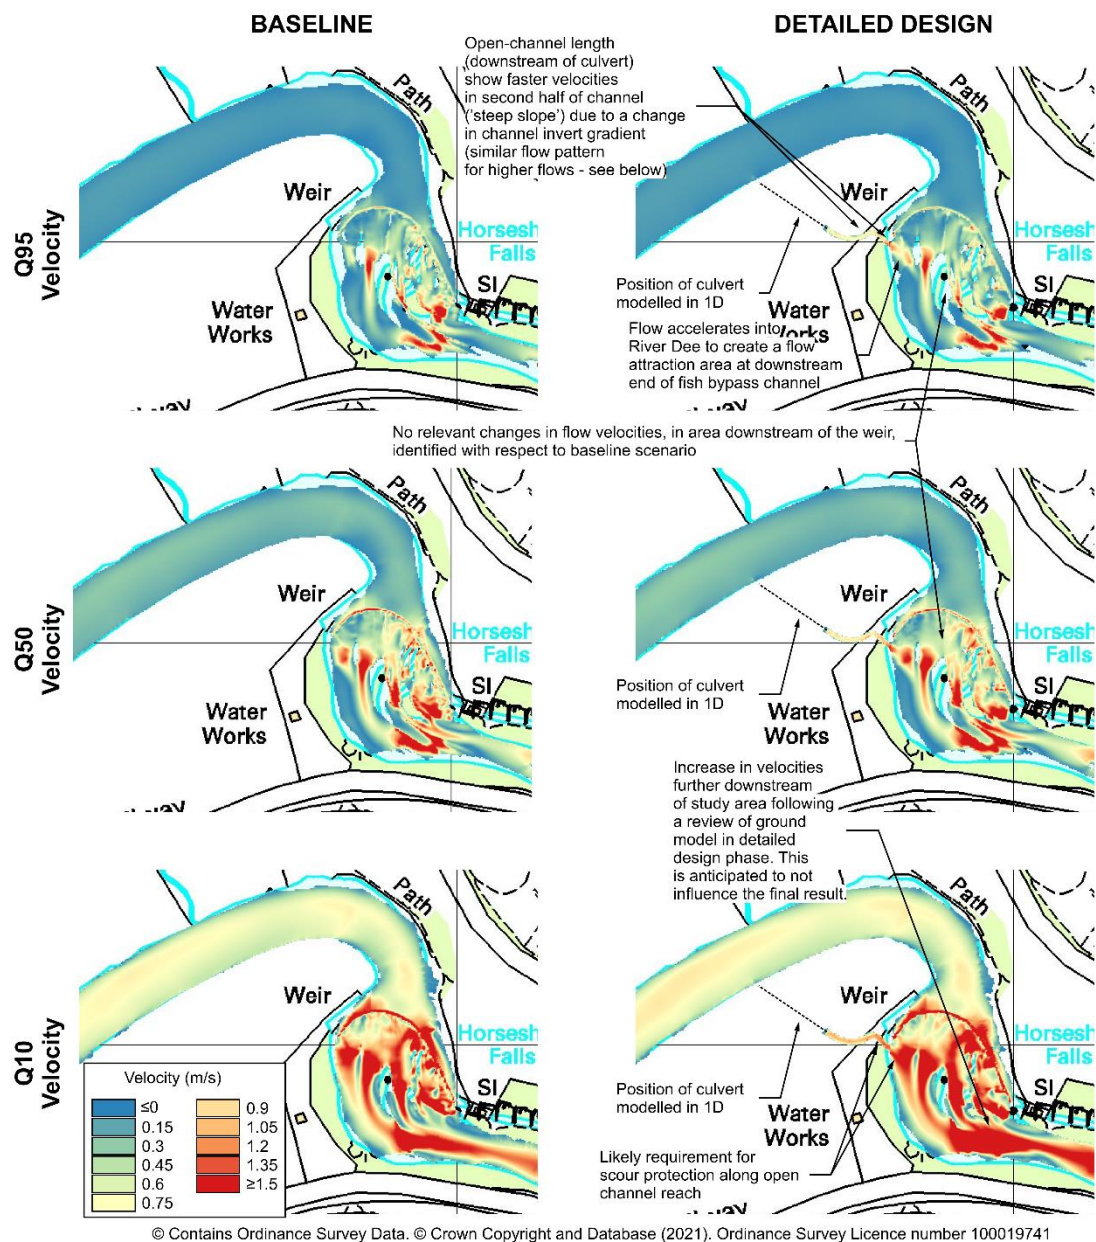 BASELINE
DETAILED DESIGN
Open-channel length
(downstream of culvert)
show faster velocities
in second half of channel
('steep slope') due to a change
in channel invert gradient
(similar flow pattern
for higher flows - see below)
Q95
Velocity
Path
Weir
Horsesh
Falls
SI
Water
Works
Path
Weir
Horsesh
Falls
SI
Water
Works
Position of culvert
modelled in 1D
Flow accelerates into
River Dee to create a flow
attraction area at downstream
end of fish bypass channel
No relevant changes in flow velocities, in area downstream of the weir,
identified with respect to baseline scenario
Q50
Velocity
Path
Weir
Horsesh
Falls
SI
Water
Works
Path
Weir
Horsesh
Falls
SI
Water
Works
Position of culvert
modelled in 1D
Increase in velocities
further downstream
of study area following
a review of ground
model in detailed
design phase. This
is anticipated to not
influence the final result.
Q10
Velocity
Path
Weir
Horsesh
Falls
SI
Path
Weir
Horsesh
Falls
SI
Water
Works
Position of culvert
modelled in 1D
Likely requirement for
scour protection along open
channel reach
Velocity (m/s)
≤0
0.15
0.3
0.45
0.6
0.75
0.9
1.05
1.2
1.35
≥1.5
© Contains Ordinance Survey Data. © Crown Copyright and Database (2021). Ordinance Survey Licence number 100019741